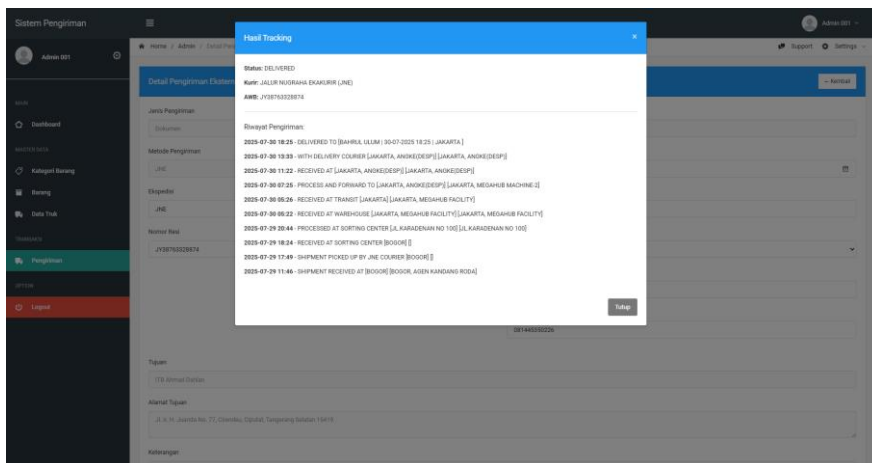 Sistem Pengiriman
Admin 001
Admin 001
Home / Admin / Detail
Support
Settings
Detail Pengiriman Ekstern
Kembali
MAIN
Dashboard
MASTER DATA
Kategori Barang
Barang
Data Truk
TRANSAKSI
Pengiriman
OPTION
Logout
Jenis Pengiriman
Dokumen
Metode Pengiriman
JNE
Ekspedisi
JNE
Nomor Resi
JY38763328874
Hasil Tracking
×
Status: DELIVERED
Kurir: JALUR NUGRAHA EKAKURIR (JNE)
AWB: JY38763328874
Riwayat Pengiriman:
2025-07-30 18:25 - DELIVERED TO [BAHRUL ULUM | 30-07-2025 18:25 | JAKARTA ]
2025-07-30 13:33 - WITH DELIVERY COURIER [JAKARTA, ANGKE(DESP)] [JAKARTA, ANGKE(DESP)]
2025-07-30 11:22 - RECEIVED AT [JAKARTA, ANGKE(DESP)] [JAKARTA, ANGKE(DESP)]
2025-07-30 07:25 - PROCESS AND FORWARD TO [JAKARTA, ANGKE(DESP)] [JAKARTA, MEGAHUB MACHINE-2]
2025-07-30 05:26 - RECEIVED AT TRANSIT [JAKARTA] [JAKARTA, MEGAHUB FACILITY]
2025-07-30 05:22 - RECEIVED AT WAREHOUSE [JAKARTA, MEGAHUB FACILITY] [JAKARTA, MEGAHUB FACILITY]
2025-07-29 20:44 - PROCESSED AT SORTING CENTER [JL KARADENAN NO 100] [JL KARADENAN NO 100]
2025-07-29 18:24 - RECEIVED AT SORTING CENTER [BOGOR] []
2025-07-29 17:49 - SHIPMENT PICKED UP BY JNE COURIER [BOGOR] []
2025-07-29 11:46 - SHIPMENT RECEIVED AT [BOGOR] [BOGOR, AGEN KANDANG RODA]
Tutup
Tujuan
ITB Ahmad Dahlan
Alamat Tujuan
Keterangan